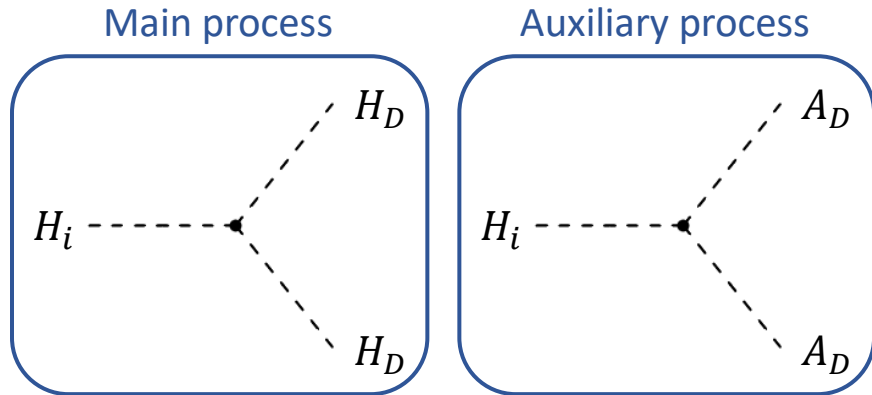 Main process
H_D
H_i
H_D
Auxiliary process
A_D
H_i
A_D